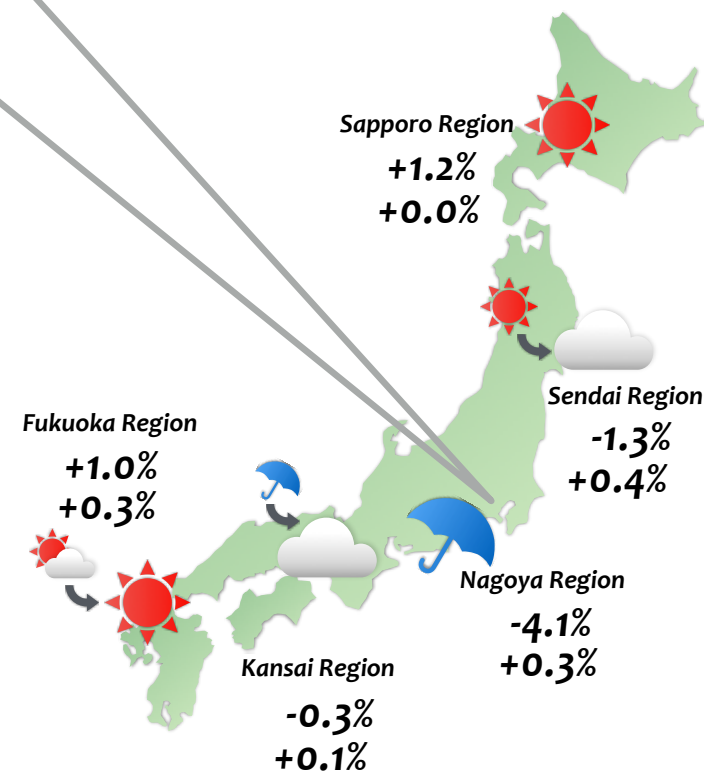 Sapporo Region
+1.2%
+0.0%
Sendai Region
-1.3%
+0.4%
Fukuoka Region
+1.0%
+0.3%
Nagoya Region
-4.1%
+0.3%
Kansai Region
-0.3%
+0.1%